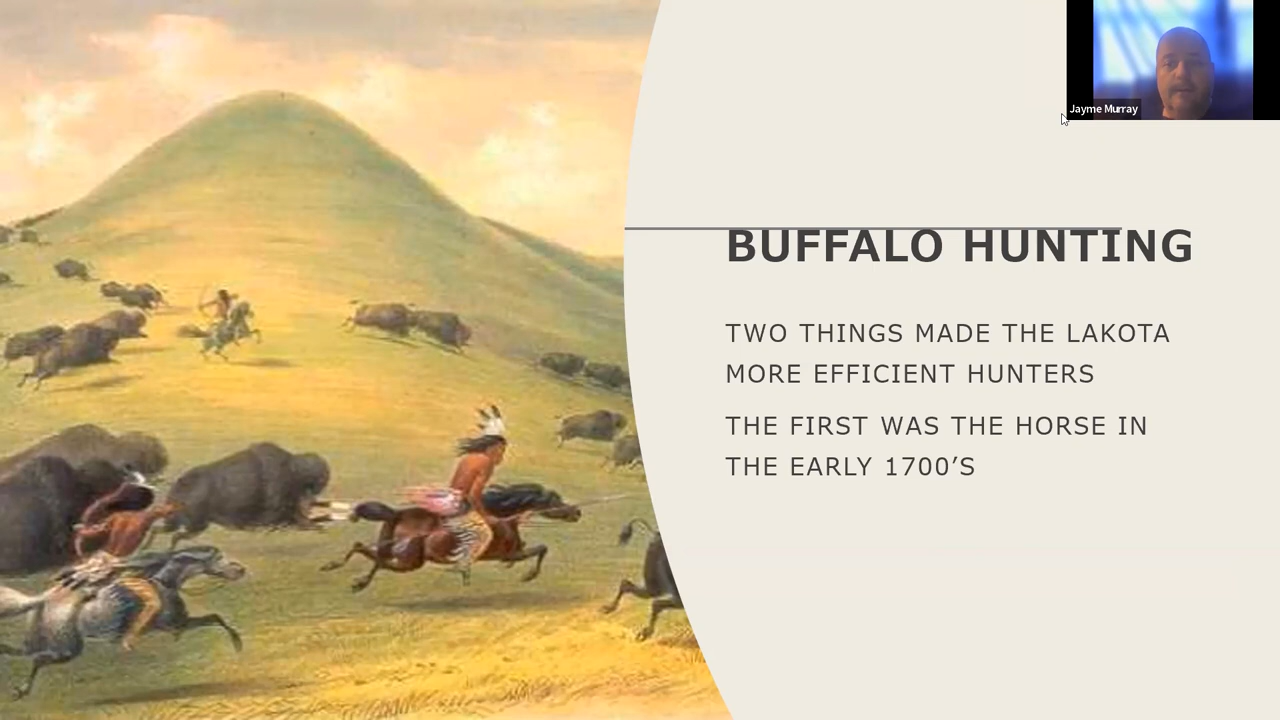 Jayme Murray
BUFFALO HUNTING
TWO THINGS MADE THE LAKOTA
MORE EFFICIENT HUNTERS
THE FIRST WAS THE HORSE IN
THE EARLY 1700’S